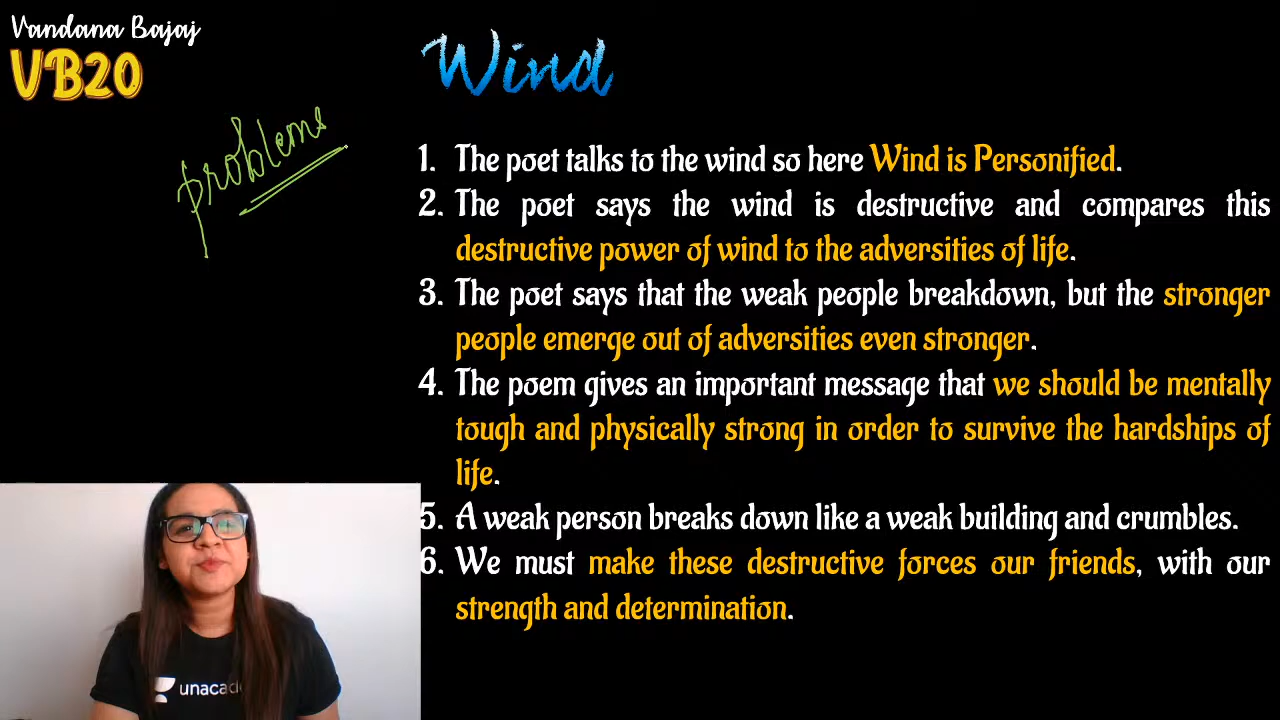 Vandana Bajaj
VB20
Wind
problems
1. The poet talks to the wind so here Wind is Personified.
2. The poet says the wind is destructive and compares this
destructive power of wind to the adversities of life.
3. The poet says that the weak people breakdown, but the stronger
people emerge out of adversities even stronger.
4. The poem gives an important message that we should be mentally
tough and physically strong in order to survive the hardships of
life.
5. A weak person breaks down like a weak building and crumbles.
6. We must make these destructive forces our friends, with our
strength and determination.